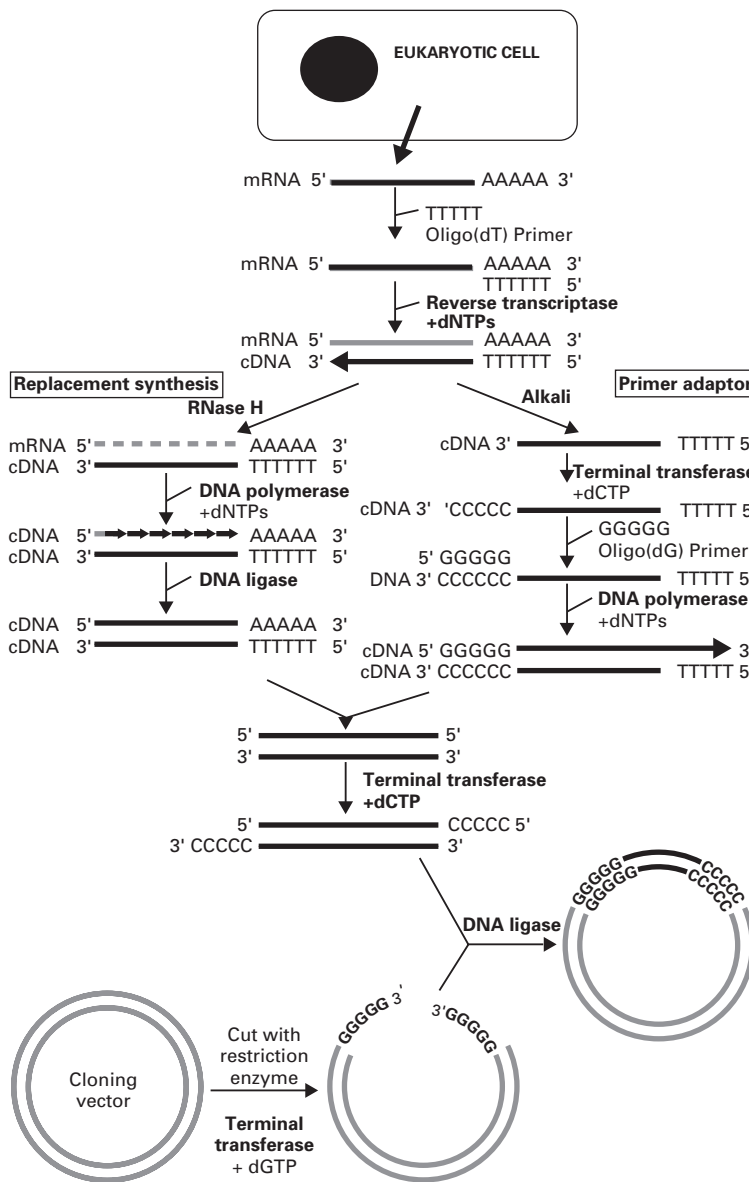 EUKARYOTIC CELL
mRNA 5' AAAAA 3'
TTTTT
Oligo(dT) Primer
mRNA 5' AAAAA 3'
TTTTTT 5'
Reverse transcriptase
+dNTPs
mRNA 5' AAAAA 3'
cDNA 3' TTTTTT 5'
Replacement synthesis
RNase H
mRNA 5' AAAAA 3'
cDNA 3' TTTTTT 5'
DNA polymerase
+dNTPs
cDNA 5' AAAAA 3'
cDNA 3' TTTTTT 5'
DNA ligase
cDNA 5' AAAAA 3'
cDNA 3' TTTTTT 5'
Primer adaptor
Alkali
cDNA 3' TTTTT 5'
Terminal transferase
+dCTP
cDNA 3' 'CCCCC TTTTT 5
GGGGG
Oligo(dG) Primer
5' GGGGG
DNA 3' CCCCCC TTTTT 5
DNA polymerase
+dNTPs
cDNA 5' GGGGG 3
cDNA 3' CCCCCC TTTTT 5
5' 5'
3' 3'
Terminal transferase
+dCTP
5' CCCCC 5'
3' CCCCC 3'
DNA ligase
GGGGG CCCCC
GGGGG CCCCC
Cloning
vector
Cut with
restriction
enzyme
Terminal
transferase
+ dGTP
GGGGG 3'
3'GGGGG